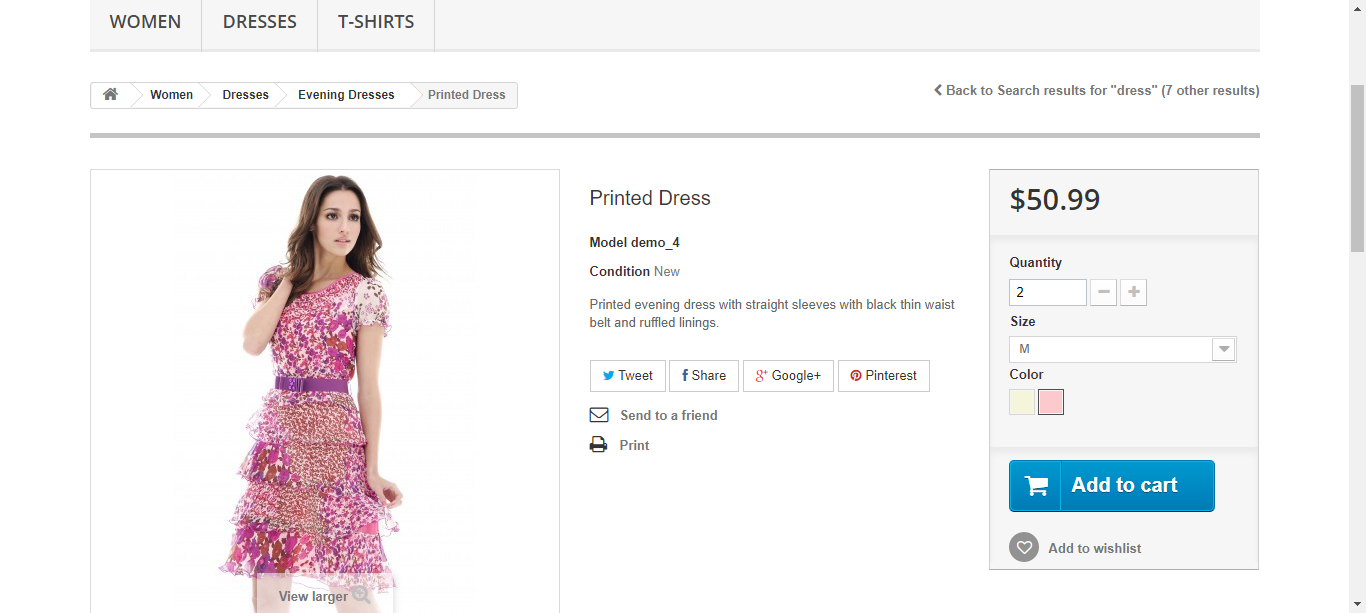 WOMEN DRESSES T-SHIRTS
Women Dresses Evening Dresses Printed Dress
Back to Search results for "dress" (7 other results)
Printed Dress
Model demo_4
Condition New
Printed evening dress with straight sleeves with black thin waist
belt and ruffled linings.
Tweet Share Google+ Pinterest
Send to a friend
Print
View larger
$50.99
Quantity
2
Size
M
Color
Add to cart
Add to wishlist